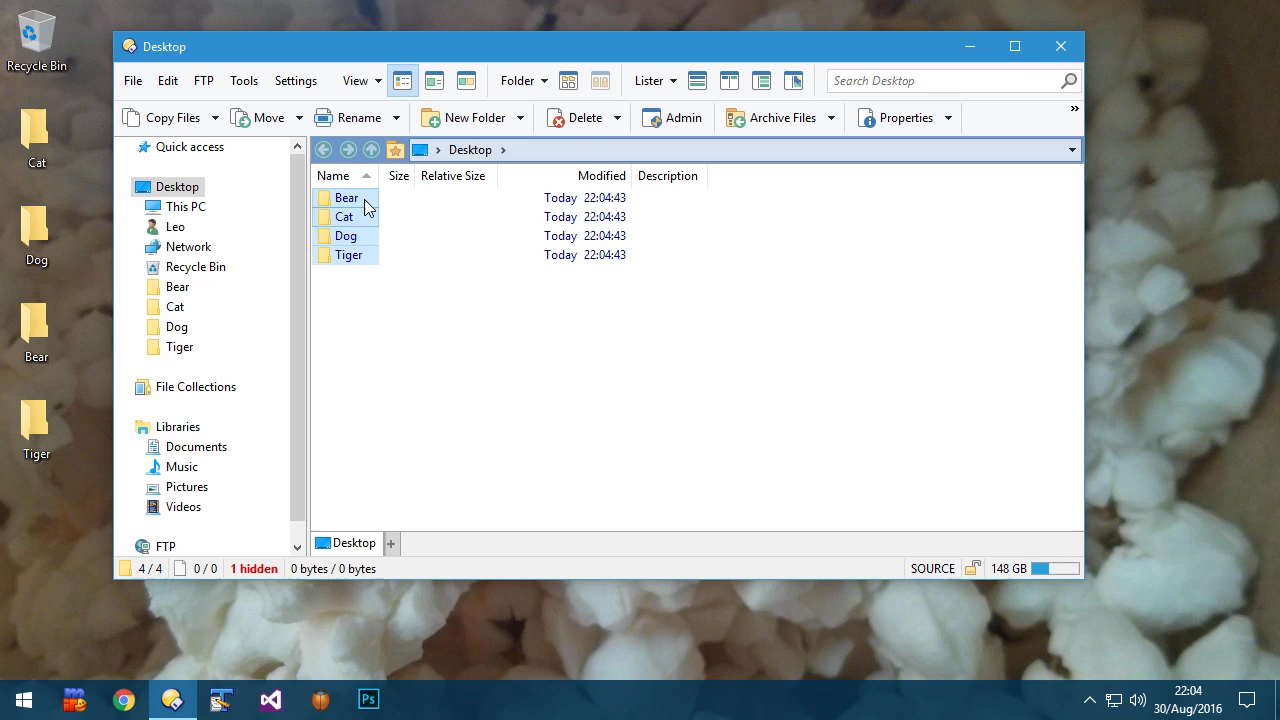 Recycle Bin
Cat
Dog
Bear
Tiger
Desktop
File Edit FTP Tools Settings View Folder Lister Search Desktop
Copy Files Move Rename New Folder Delete Admin Archive Files Properties »
Quick access
Desktop
This PC
Leo
Network
Recycle Bin
Bear
Cat
Dog
Tiger
File Collections
Libraries
Documents
Music
Pictures
Videos
FTP
Desktop
Name Size Relative Size Modified Description
Bear Today 22:04:43
Cat Today 22:04:43
Dog Today 22:04:43
Tiger Today 22:04:43
Desktop +
4 / 4 0 / 0 1 hidden 0 bytes / 0 bytes SOURCE 148 GB
Ps
22:04
30/Aug/2016